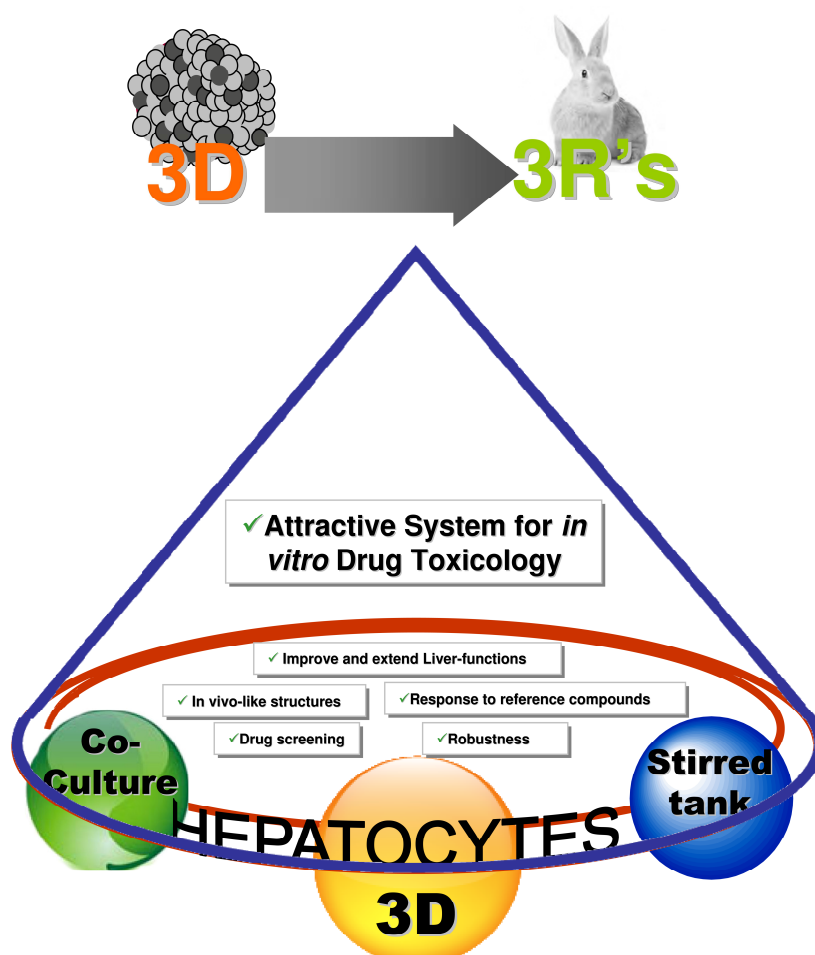 3D
3R's
✓Attractive System for in
vitro Drug Toxicology
✓ Improve and extend Liver-functions
✓ In vivo-like structures
✓Response to reference compounds
✓Drug screening
✓Robustness
Co-
Culture
Stirred
tank
HEPATOCYTES
3D